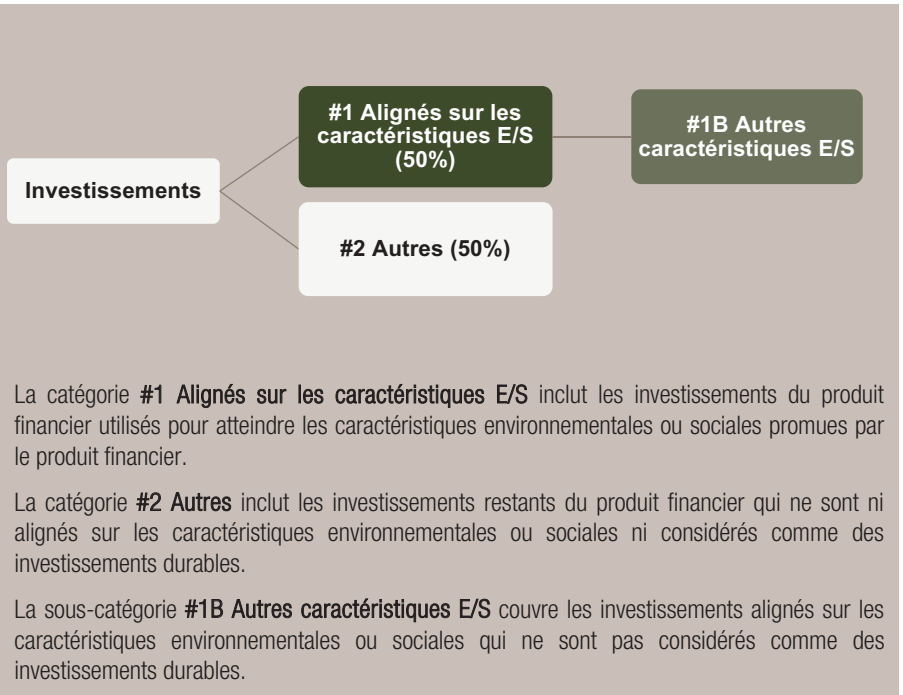 #1 Alignés sur les
caractéristiques E/S
(50%)
#1B Autres
caractéristiques E/S
Investissements
#2 Autres (50%)
La catégorie #1 Alignés sur les caractéristiques E/S inclut les investissements du produit
financier utilisés pour atteindre les caractéristiques environnementales ou sociales promues par
le produit financier.
La catégorie #2 Autres inclut les investissements restants du produit financier qui ne sont ni
alignés sur les caractéristiques environnementales ou sociales ni considérés comme des
investissements durables.
La sous-catégorie #1B Autres caractéristiques E/S couvre les investissements alignés sur les
caractéristiques environnementales ou sociales qui ne sont pas considérés comme des
investissements durables.